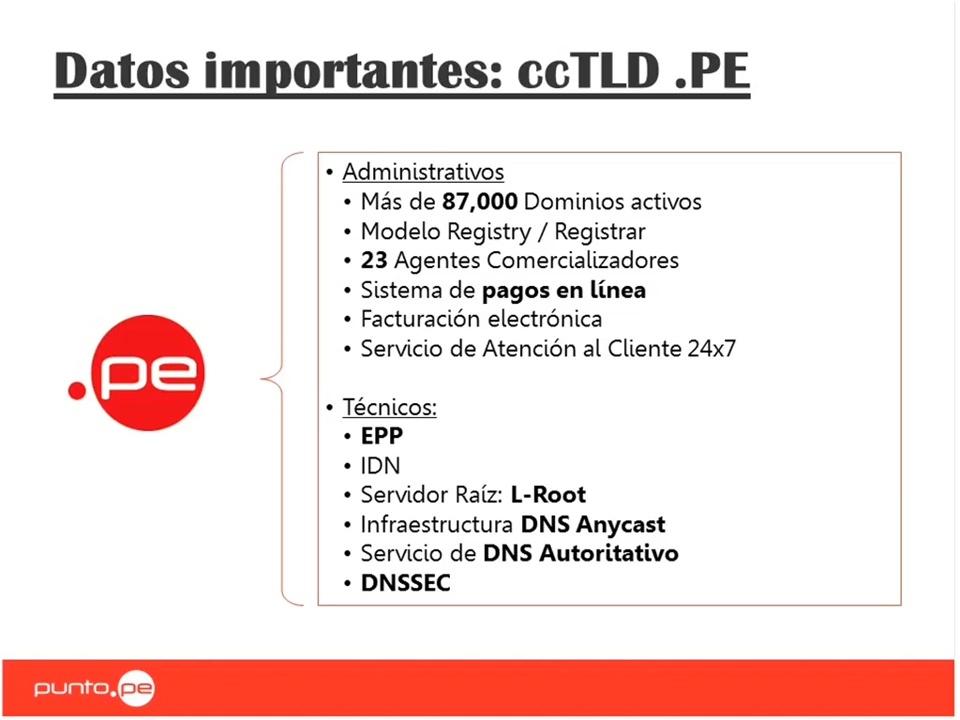 Datos importantes: ccTLD .PE
• Administrativos
• Más de 87,000 Dominios activos
• Modelo Registry / Registrar
• 23 Agentes Comercializadores
• Sistema de pagos en línea
• Facturación electrónica
• Servicio de Atención al Cliente 24x7
.pe
• Técnicos:
• EPP
• IDN
• Servidor Raíz: L-Root
• Infraestructura DNS Anycast
• Servicio de DNS Autoritativo
• DNSSEC
punto.pe